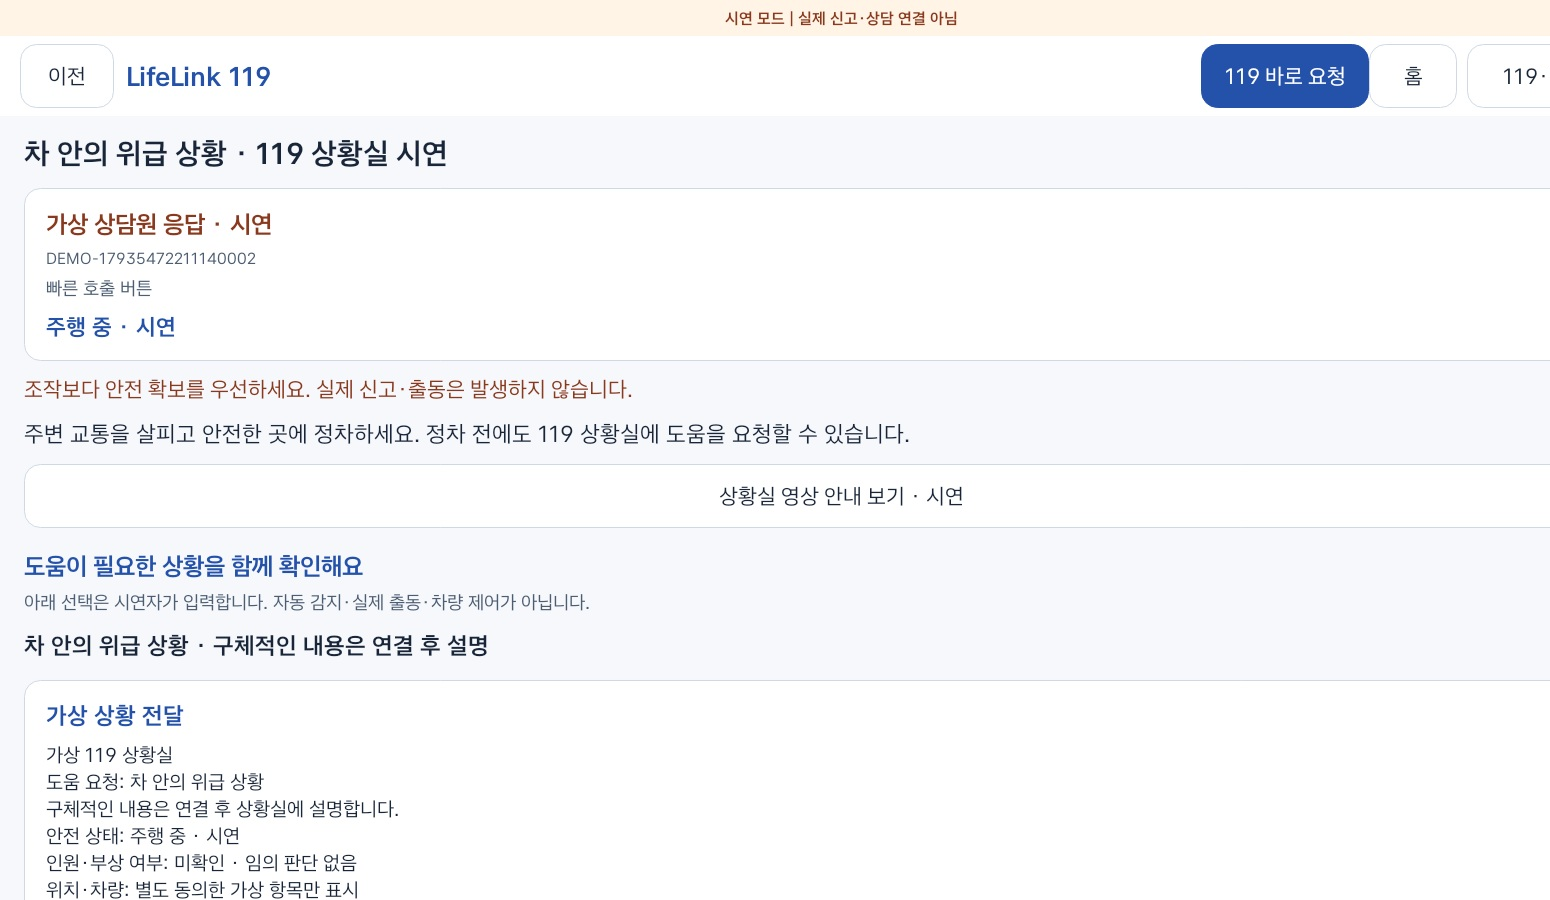 시연 모드 | 실제 신고·상담 연결 아님
이전
LifeLink 119
119 바로 요청
홈
119·
차 안의 위급 상황 · 119 상황실 시연
가상 상담원 응답 · 시연
DEMO-17935472211140002
빠른 호출 버튼
주행 중 · 시연
조작보다 안전 확보를 우선하세요. 실제 신고·출동은 발생하지 않습니다.
주변 교통을 살피고 안전한 곳에 정차하세요. 정차 전에도 119 상황실에 도움을 요청할 수 있습니다.
상황실 영상 안내 보기 · 시연
도움이 필요한 상황을 함께 확인해요
아래 선택은 시연자가 입력합니다. 자동 감지·실제 출동·차량 제어가 아닙니다.
차 안의 위급 상황 · 구체적인 내용은 연결 후 설명
가상 상황 전달
가상 119 상황실
도움 요청: 차 안의 위급 상황
구체적인 내용은 연결 후 상황실에 설명합니다.
안전 상태: 주행 중 · 시연
인원·부상 여부: 미확인 · 임의 판단 없음
위치·차량: 별도 동의한 가상 항목만 표시